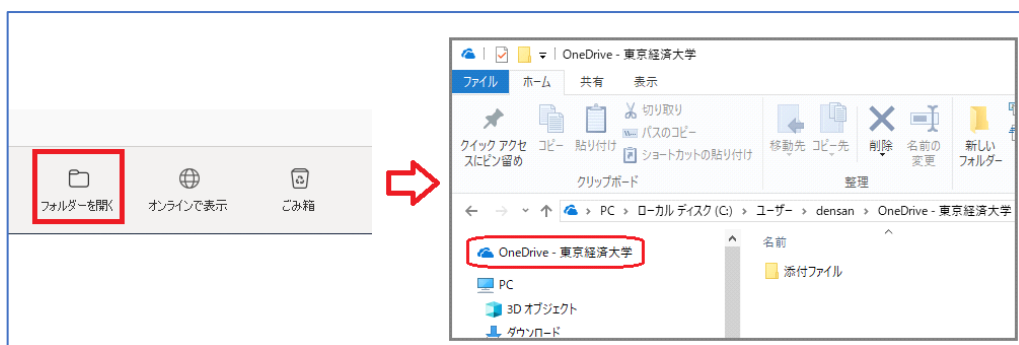 フォルダーを開く
オンラインで表示
ごみ箱
OneDrive - 東京経済大学
ファイル ホーム 共有 表示
クイック アクセ
スにピン留め
コピー 貼り付け
切り取り
パスのコピー
ショートカットの貼り付け
クリップボード
移動先 コピー先 削除 名前の
変更
整理
新しい
フォルダー
PC › ローカル ディスク (C:) › ユーザー › densan › OneDrive - 東京経済大学
OneDrive - 東京経済大学
PC
3D オブジェクト
ダウンロード
名前
添付ファイル